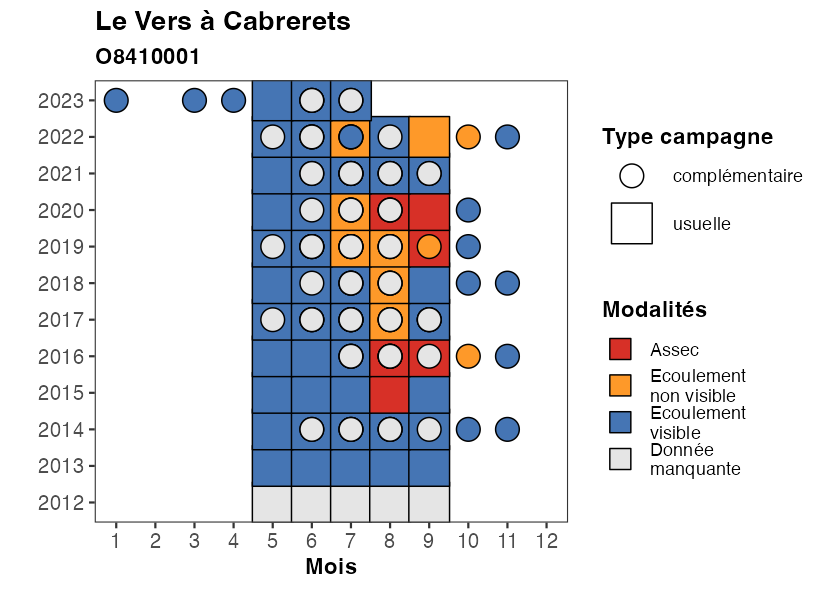 Le Vers à Cabrerets
O8410001
2023
2022
2021
2020
2019
2018
2017
2016
2015
2014
2013
2012
1 2 3 4 5 6 7 8 9 10 11 12
Mois
Type campagne
complémentaire
usuelle
Modalités
Assec
Ecoulement
non visible
Ecoulement
visible
Donnée
manquante